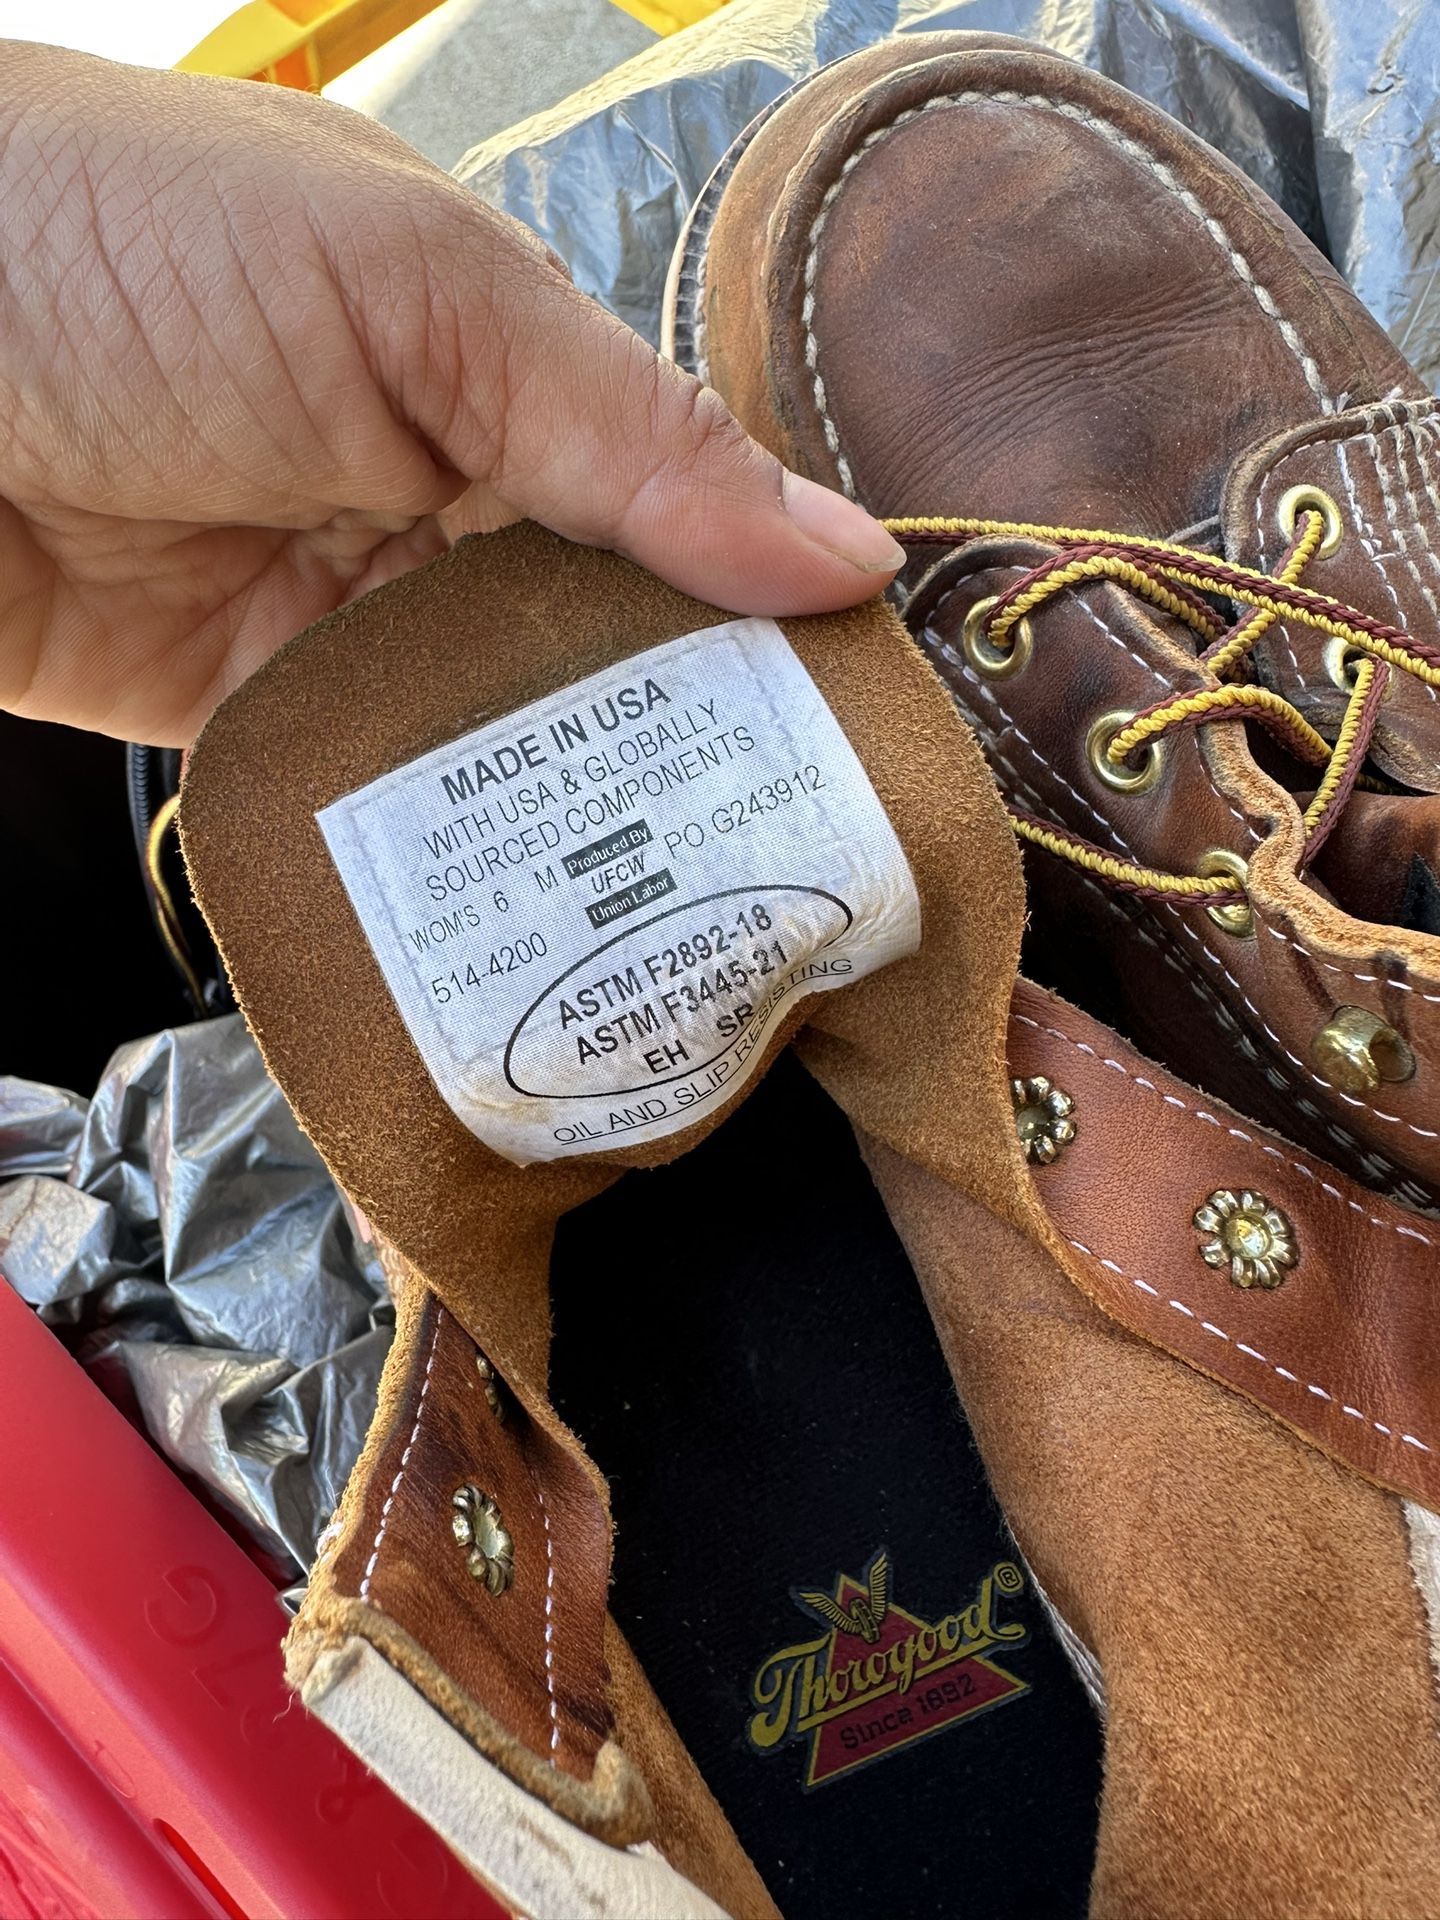 MADE IN USA
WITH USA & GLOBALLY
SOURCED COMPONENTS
WOM'S 6 M Produced By UFCW Union Labor PO G243912
514-4200
ASTM F2892-18
ASTM F3445-21
EH SR
OIL AND SLIP RESISTING
Thorogood®
Since 1892